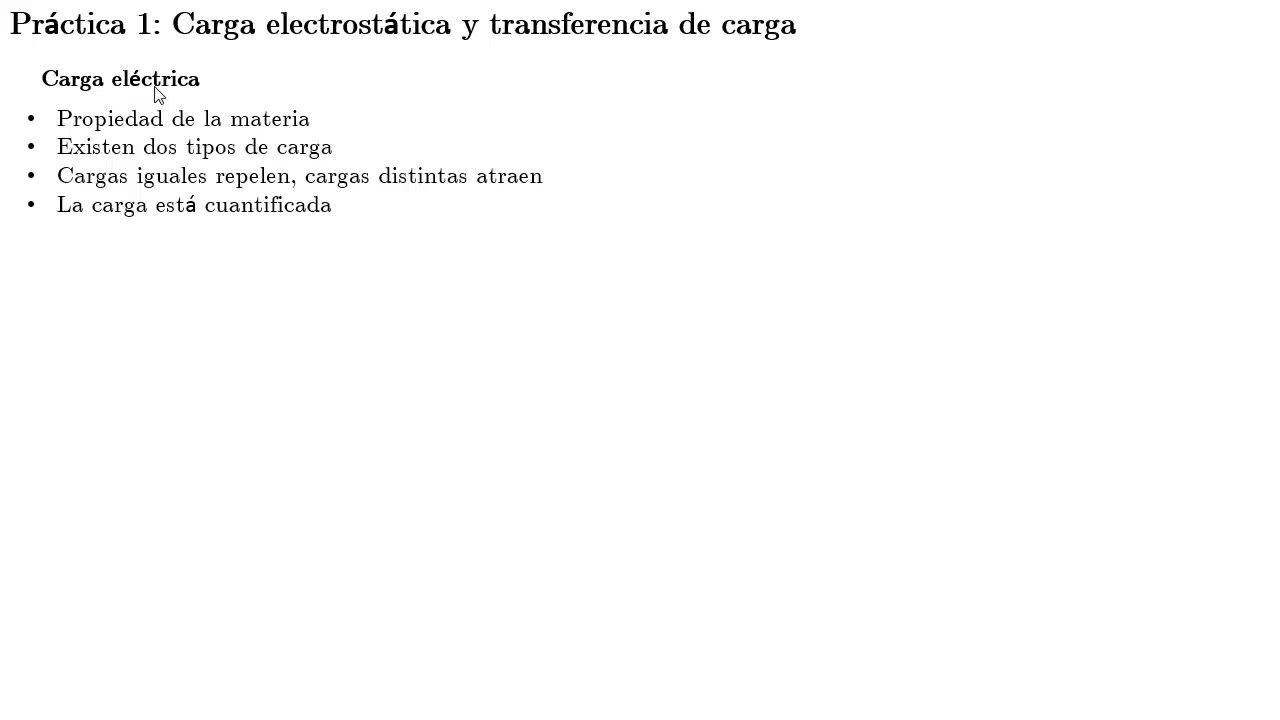 Práctica 1: Carga electrostática y transferencia de carga
Carga eléctrica
• Propiedad de la materia
• Existen dos tipos de carga
• Cargas iguales repelen, cargas distintas atraen
• La carga está cuantificada